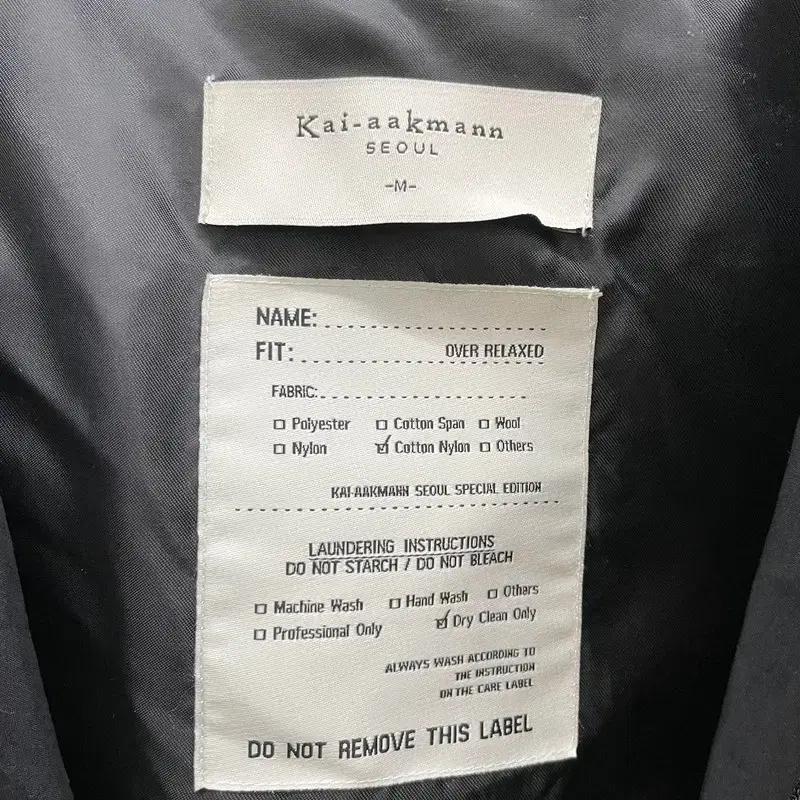 Kai-aakmann
SEOUL
-M-
NAME:
FIT: OVER RELAXED
FABRIC:
Polyester Cotton Span Wool
Nylon Cotton Nylon Others
KAI-AAKMANN SEOUL SPECIAL EDITION
LAUNDERING INSTRUCTIONS
DO NOT STARCH / DO NOT BLEACH
Machine Wash Hand Wash Others
Professional Only Dry Clean Only
ALWAYS WASH ACCORDING TO
THE INSTRUCTION
ON THE CARE LABEL
DO NOT REMOVE THIS LABEL